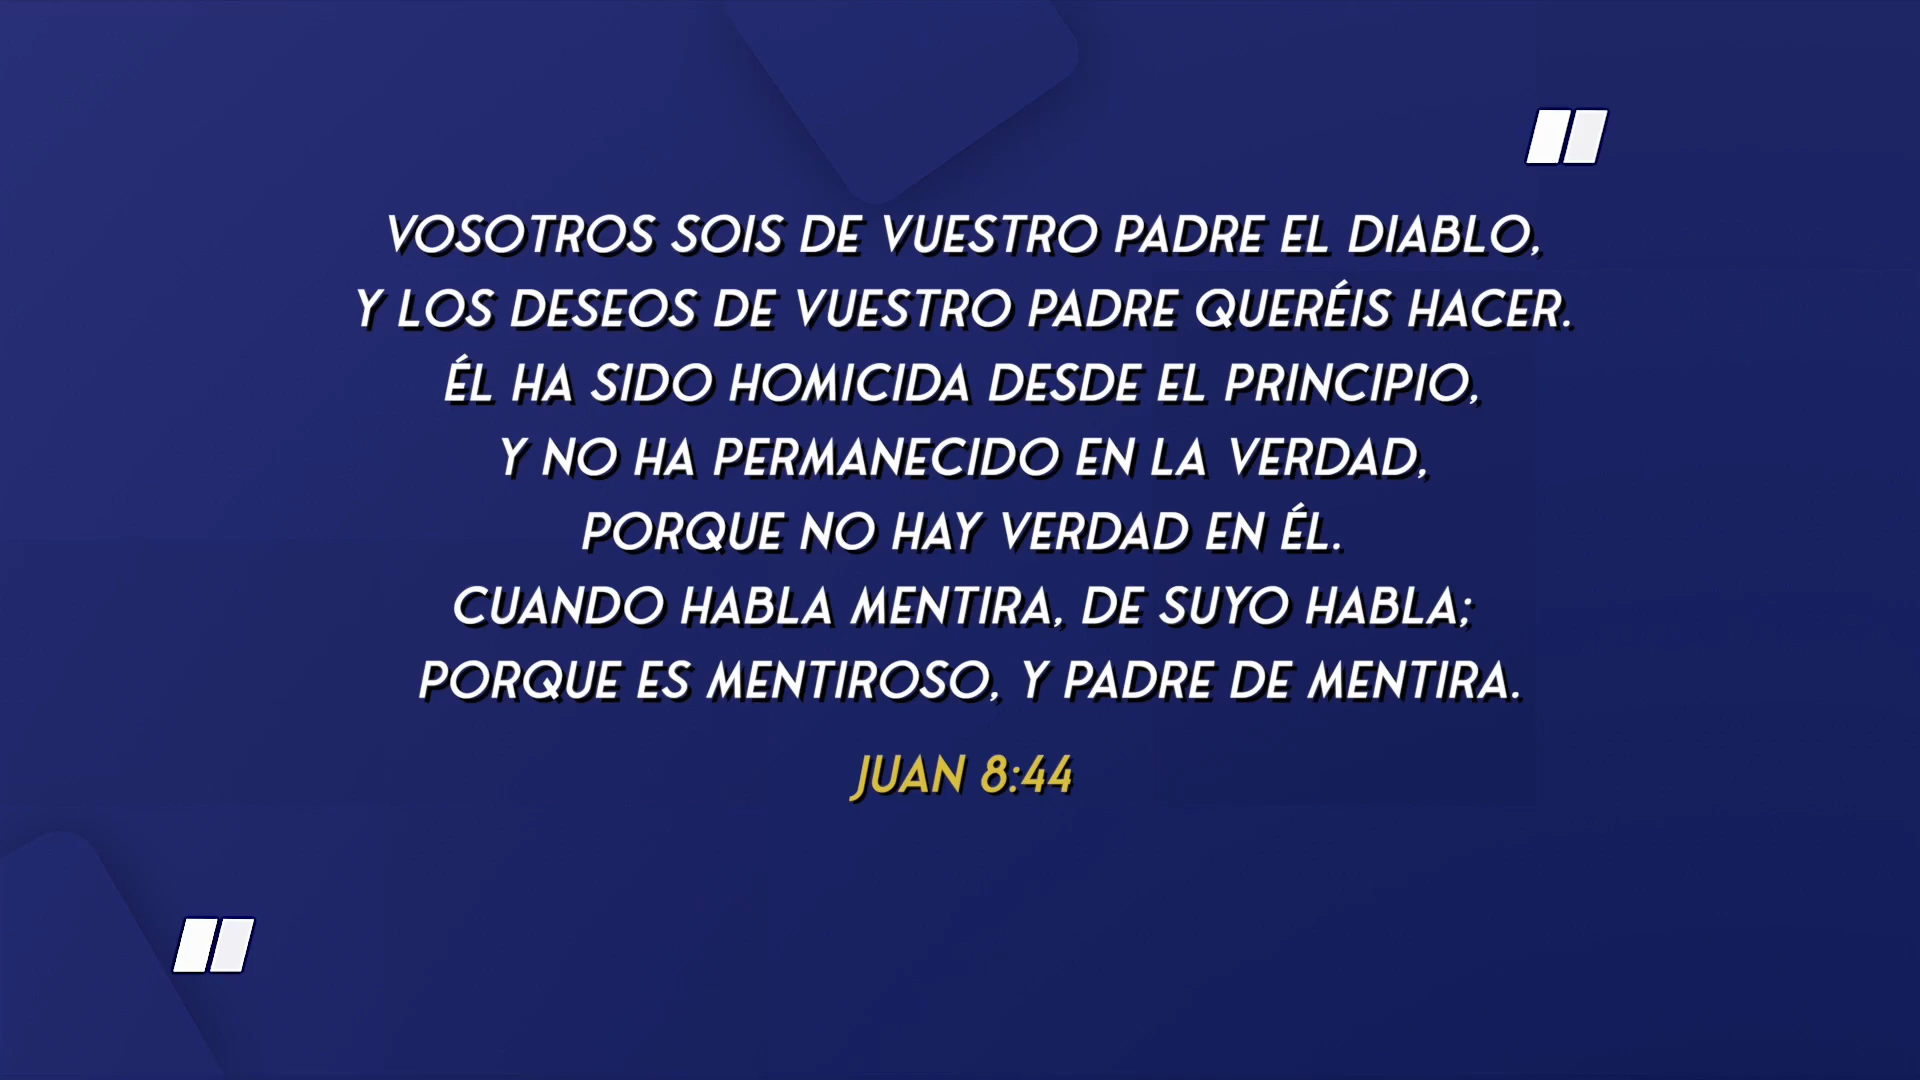 VOSOTROS SOIS DE VUESTRO PADRE EL DIABLO,
Y LOS DESEOS DE VUESTRO PADRE QUERÉIS HACER.
ÉL HA SIDO HOMICIDA DESDE EL PRINCIPIO,
Y NO HA PERMANECIDO EN LA VERDAD,
PORQUE NO HAY VERDAD EN ÉL.
CUANDO HABLA MENTIRA, DE SUYO HABLA;
PORQUE ES MENTIROSO, Y PADRE DE MENTIRA.
JUAN 8:44